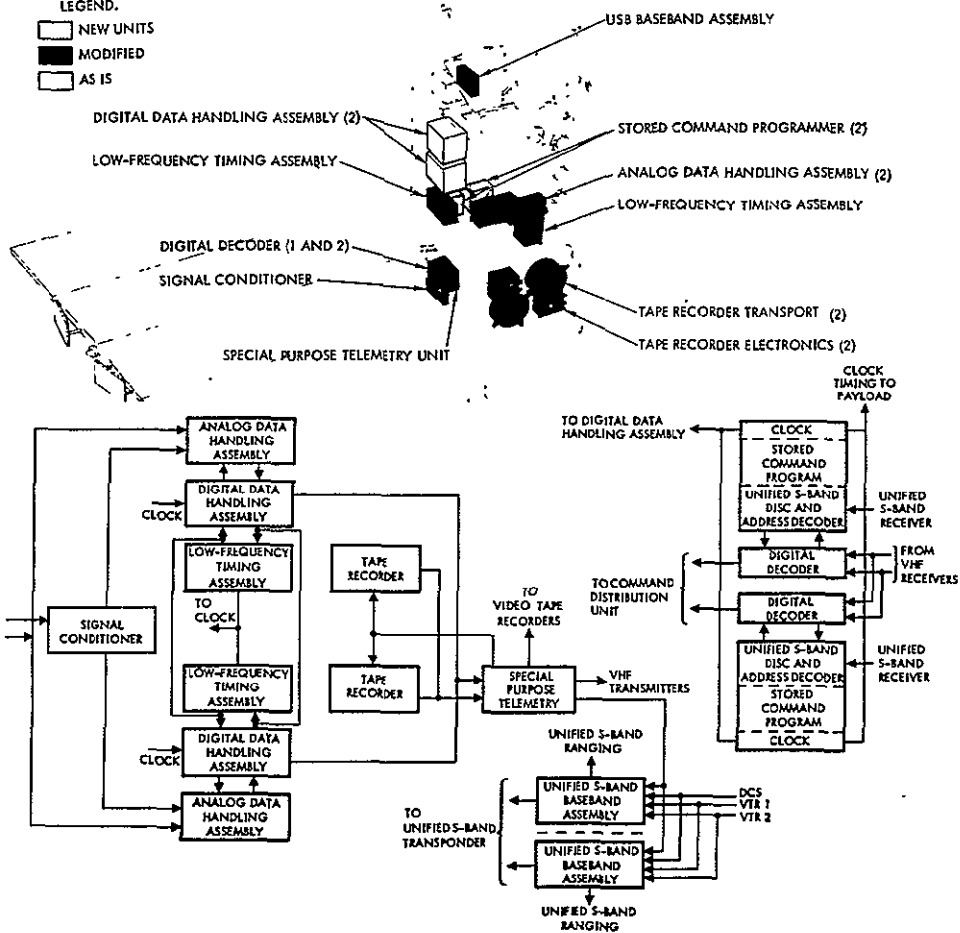 LEGEND.
NEW UNITS
MODIFIED
AS IS
USB BASEBAND ASSEMBLY
DIGITAL DATA HANDLING ASSEMBLY (2)
STORED COMMAND PROGRAMMER (2)
LOW-FREQUENCY TIMING ASSEMBLY
ANALOG DATA HANDLING ASSEMBLY (2)
LOW-FREQUENCY TIMING ASSEMBLY
DIGITAL DECODER (1 AND 2)
SIGNAL CONDITIONER
TAPE RECORDER TRANSPORT (2)
SPECIAL PURPOSE TELEMETRY UNIT
TAPE RECORDER ELECTRONICS (2)
ANALOG DATA
HANDLING
ASSEMBLY
DIGITAL DATA
HANDLING
ASSEMBLY
CLOCK
LOW-FREQUENCY
TIMING
ASSEMBLY
TO
CLOCK
SIGNAL
CONDITIONER
LOW-FREQUENCY
TIMING
ASSEMBLY
DIGITAL DATA
HANDLING
ASSEMBLY
CLOCK
ANALOG DATA
HANDLING
ASSEMBLY
TAPE
RECORDER
TAPE
RECORDER
TO
VIDEO TAPE
RECORDERS
SPECIAL
PURPOSE
TELEMETRY
VHF
TRANSMITTERS
UNIFIED S-BAND
RANGING
UNIFIED S-BAND
BASEBAND
ASSEMBLY
TO
UNIFIED S-BAND
TRANSPONDER
DCS
VTR 1
VTR 2
UNIFIED S-BAND
BASEBAND
ASSEMBLY
UNIFIED S-BAND
RANGING
CLOCK
TIMING TO
PAYLOAD
TO DIGITAL DATA
HANDLING ASSEMBLY
CLOCK
STORED
COMMAND
PROGRAM
UNIFIED S-BAND
DISC AND
ADDRESS DECODER
UNIFIED
S-BAND
RECEIVER
DIGITAL
DECODER
FROM
VHF
RECEIVERS
TO COMMAND
DISTRIBUTION
UNIT
DIGITAL
DECODER
UNIFIED S-BAND
DISC AND
ADDRESS DECODER
UNIFIED
S-BAND
RECEIVER
STORED
COMMAND
PROGRAM
CLOCK